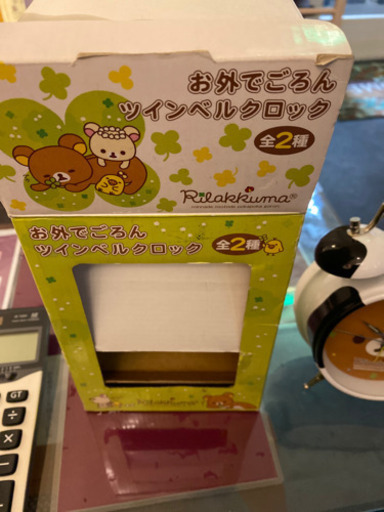 お外でごろん
ツインベルクロック
全2種
Rilakkuma®
お外でごろん
ツインベルクロック
全2種
Rilakkuma
GT
÷
×